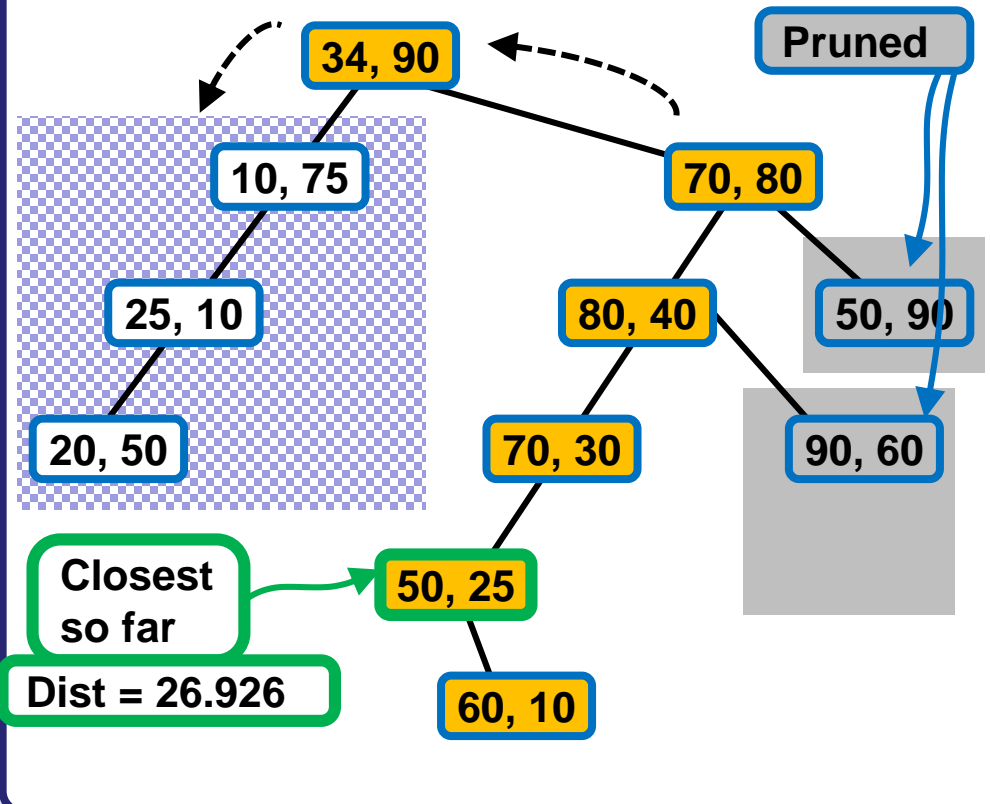 34, 90
Pruned
10, 75
70, 80
25, 10
80, 40
50, 90
20, 50
70, 30
90, 60
Closest
so far
50, 25
Dist = 26.926
60, 10